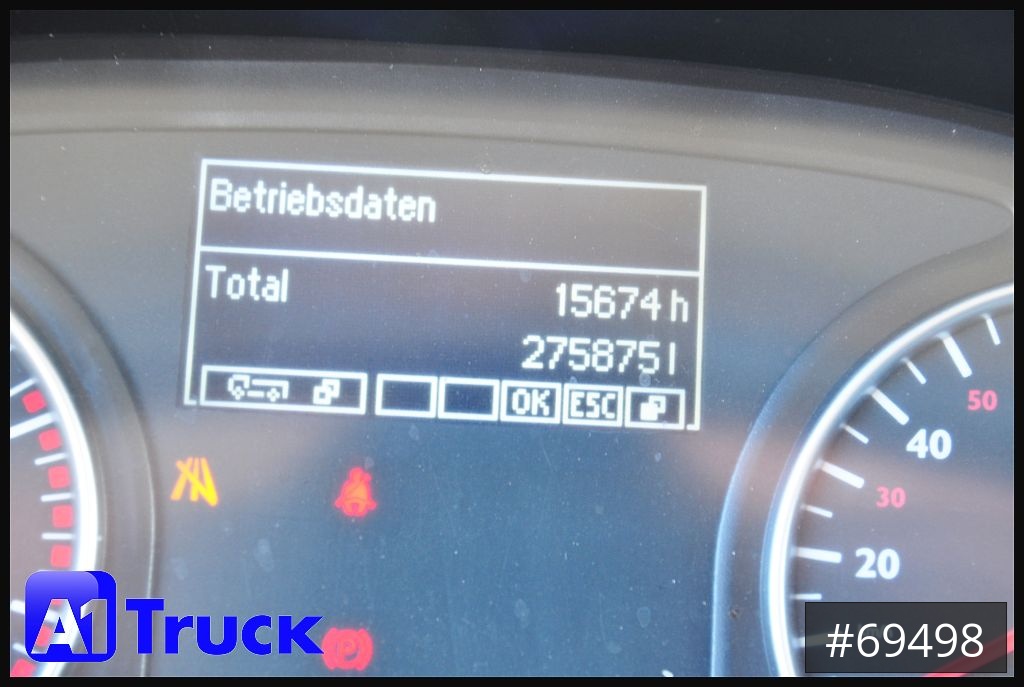 Betriebsdaten
Total
15674 h
275875 l
OK ESC
50
40
30
20
A1 Truck
#69498